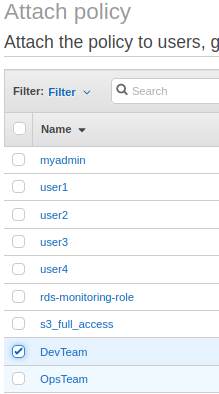 Attach policy
Attach the policy to users, g
Filter: Filter
Search
Name
myadmin
user1
user2
user3
user4
rds-monitoring-role
s3_full_access
DevTeam
OpsTeam